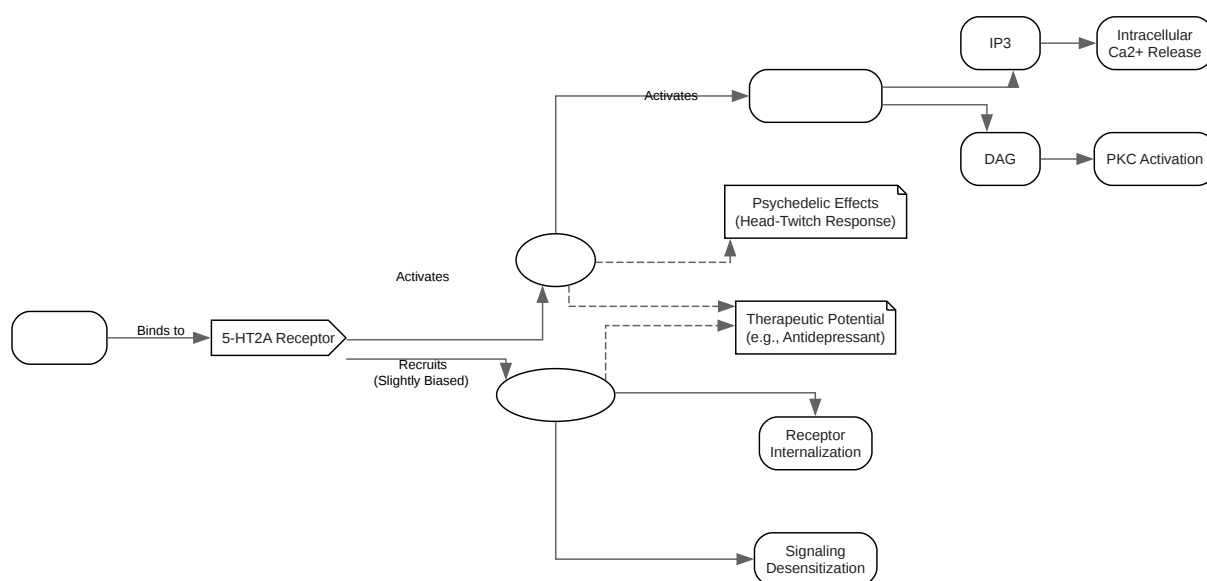 IP3
Intracellular
Ca2+ Release
Activates
DAG
PKC Activation
Psychedelic Effects
(Head-Twitch Response)
Activates
Binds to
5-HT2A Receptor
Therapeutic Potential
(e.g., Antidepressant)
Recruits
(Slightly Biased)
Receptor
Internalization
Signaling
Desensitization